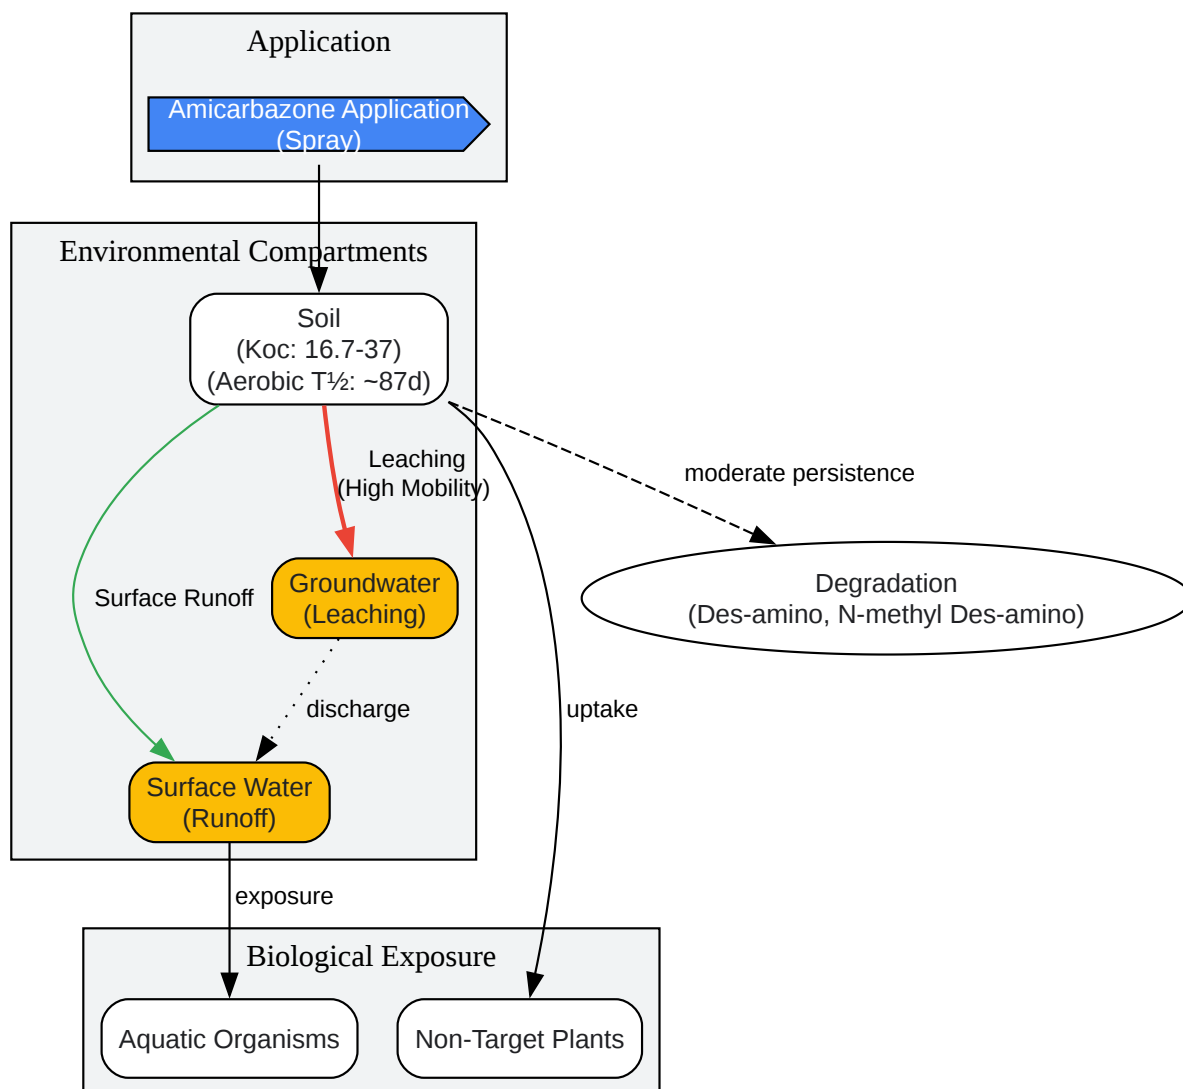 Application
Amicarbazone Application
(Spray)
Environmental Compartments
Soil
(Koc: 16.7-37)
(Aerobic T½: ~87d)
Leaching
(High Mobility)
moderate persistence
Surface Runoff
Groundwater
(Leaching)
Degradation
(Des-amino, N-methyl Des-amino)
discharge
uptake
Surface Water
(Runoff)
exposure
Biological Exposure
Aquatic Organisms
Non-Target Plants